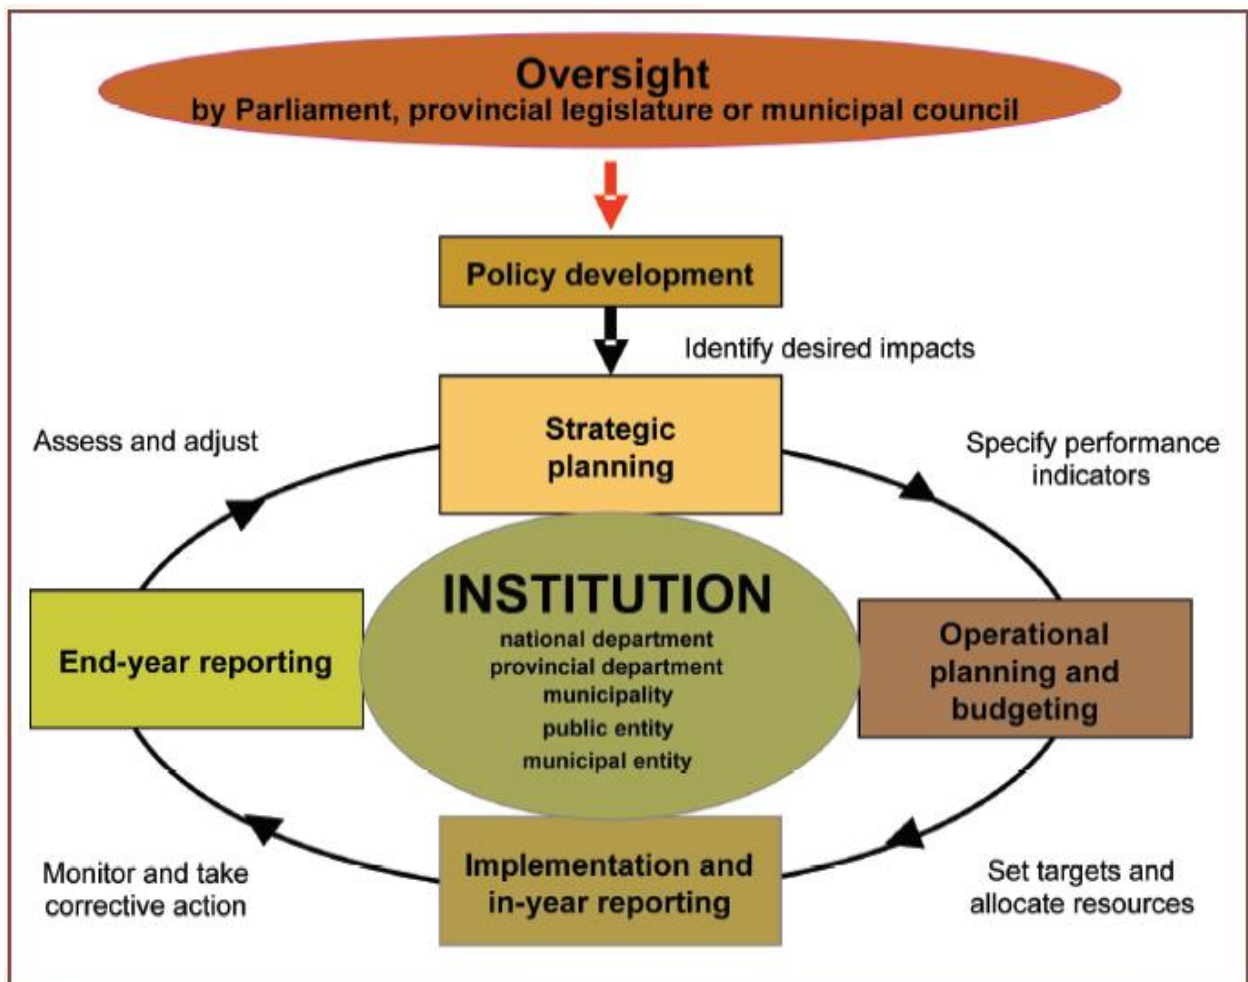 Oversight
by Parliament, provincial legislature or municipal council
Policy development
Identify desired impacts
Strategic
planning
Assess and adjust
Specify performance
indicators
INSTITUTION
national department
provincial department
municipality
public entity
municipal entity
End-year reporting
Operational
planning and
budgeting
Implementation and
in-year reporting
Monitor and take
corrective action
Set targets and
allocate resources